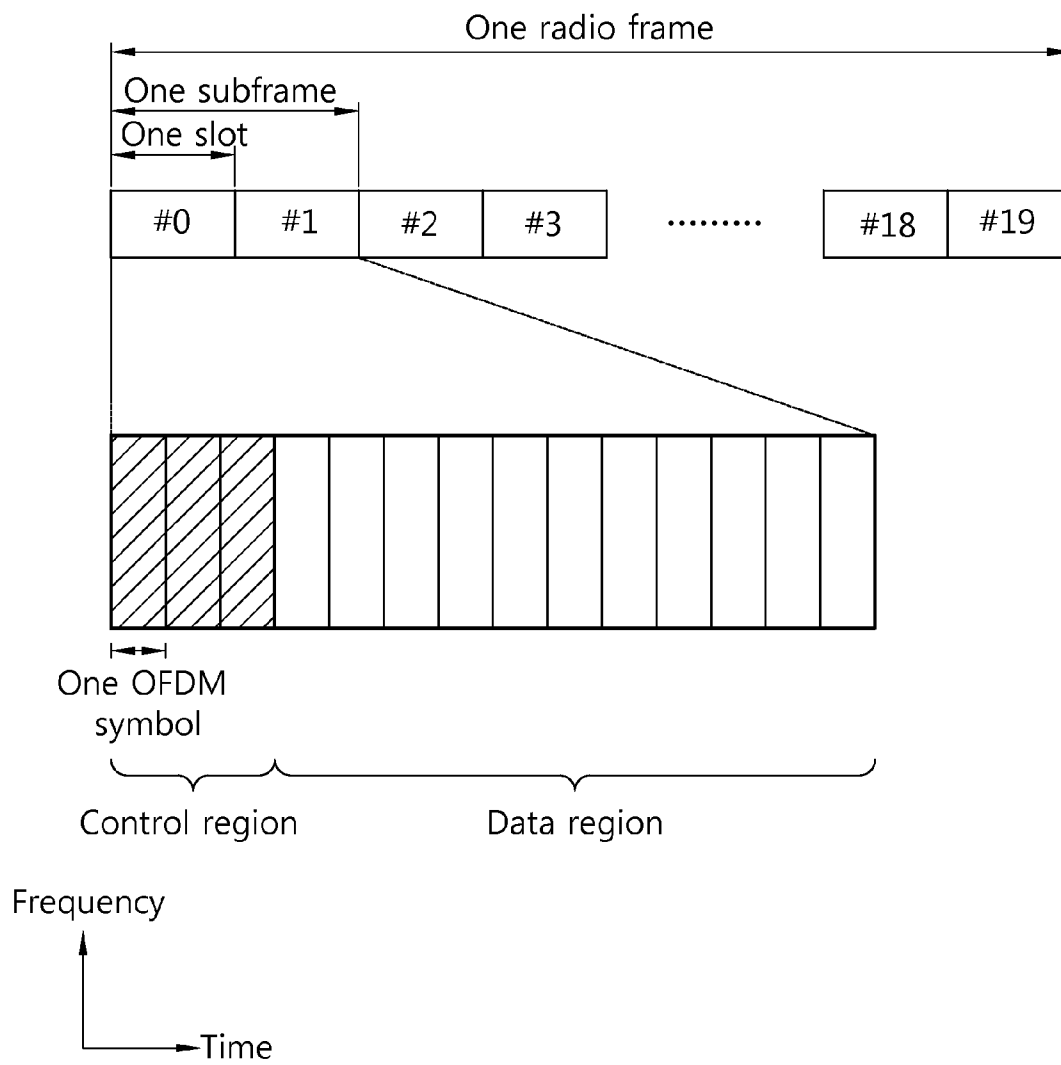 One radio frame
One subframe
One slot
#0 #1 #2 #3 ········· #18 #19
One OFDM
symbol
Control region Data region
Frequency
Time